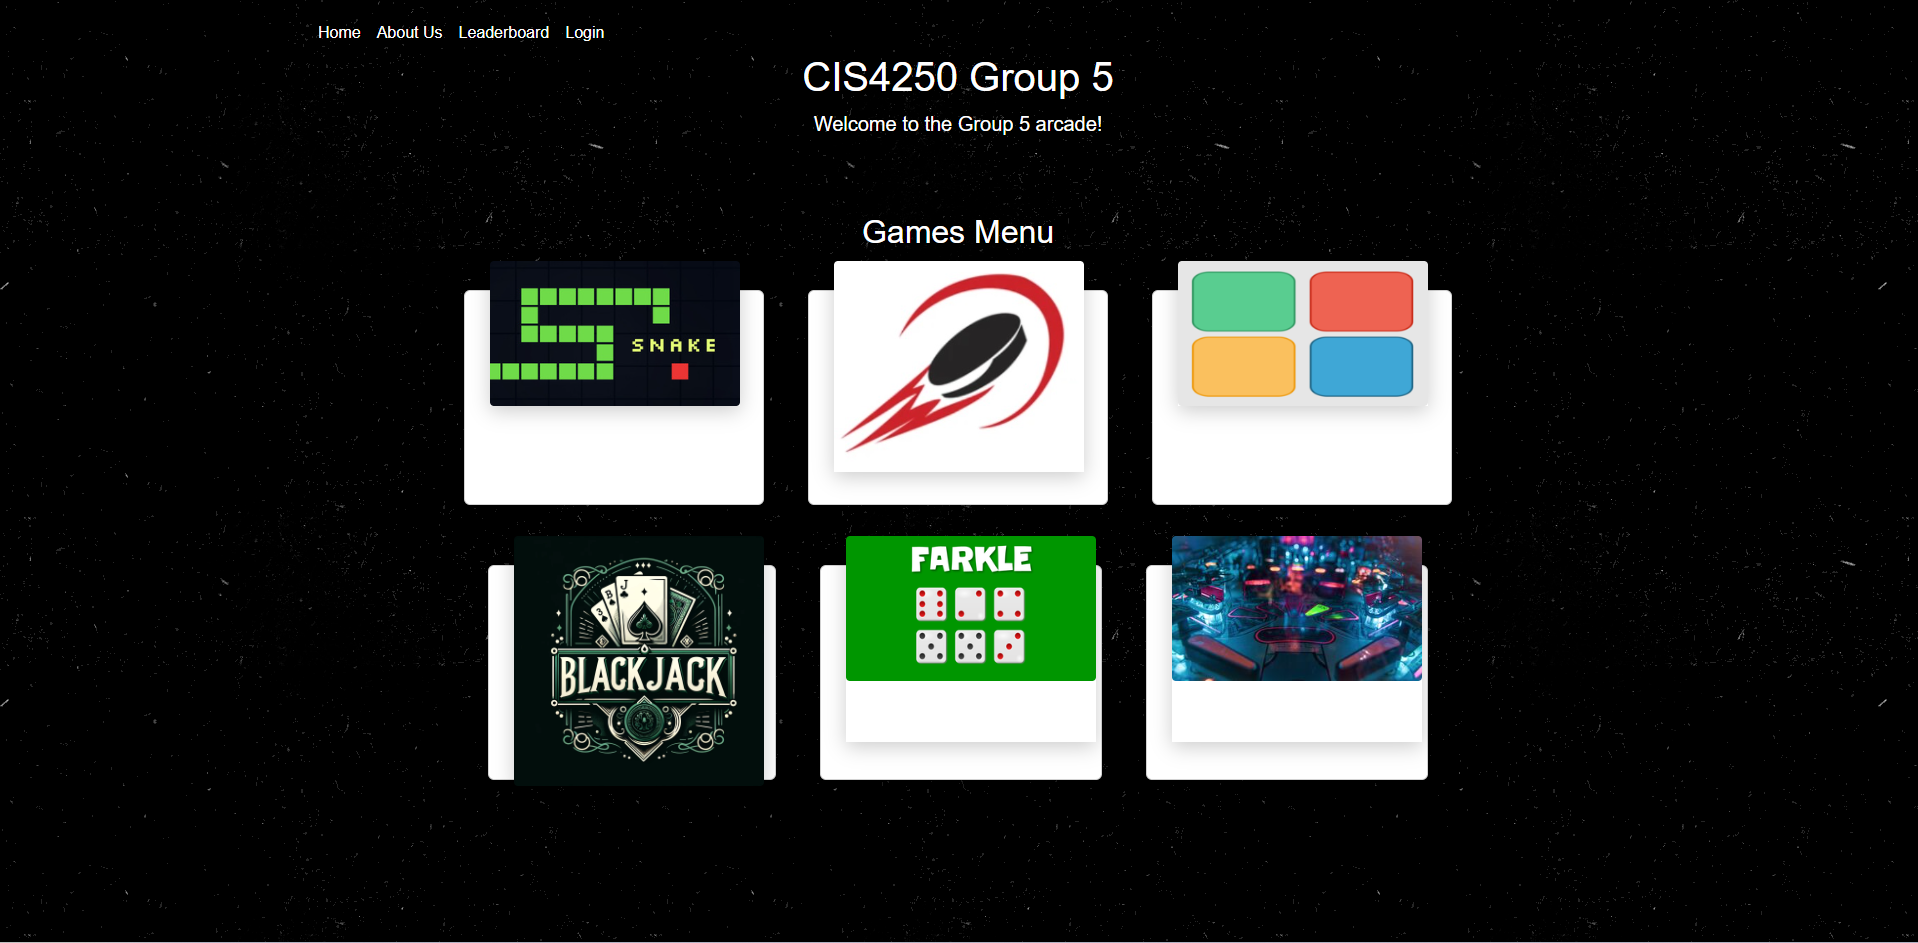 Home About Us Leaderboard Login
CIS4250 Group 5
Welcome to the Group 5 arcade!
Games Menu
SNAKE
J
B
3
BLACKJACK
FARKLE